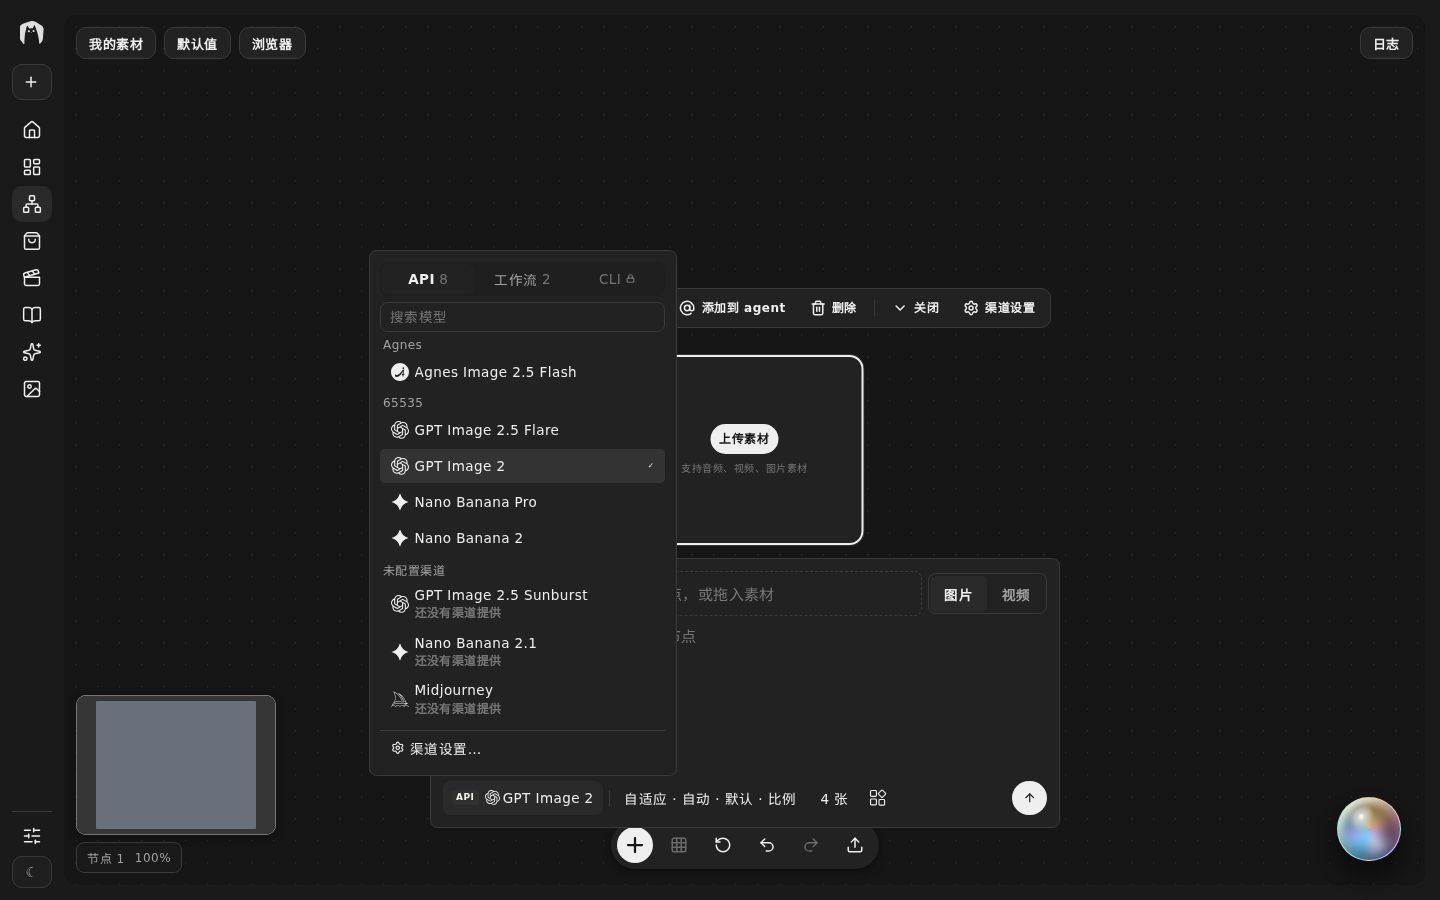 我的素材
默认值
浏览器
日志
API 8
工作流 2
CLI
搜索模型
Agnes
Agnes Image 2.5 Flash
65535
GPT Image 2.5 Flare
GPT Image 2
Nano Banana Pro
Nano Banana 2
未配置渠道
GPT Image 2.5 Sunburst
还没有渠道提供
Nano Banana 2.1
还没有渠道提供
Midjourney
还没有渠道提供
渠道设置...
添加到 agent
删除
关闭
渠道设置
上传素材
支持音频、视频、图片素材
，或拖入素材
图片
视频
节点
API GPT Image 2
自适应 · 自动 · 默认 · 比例
4 张
节点 1
100%